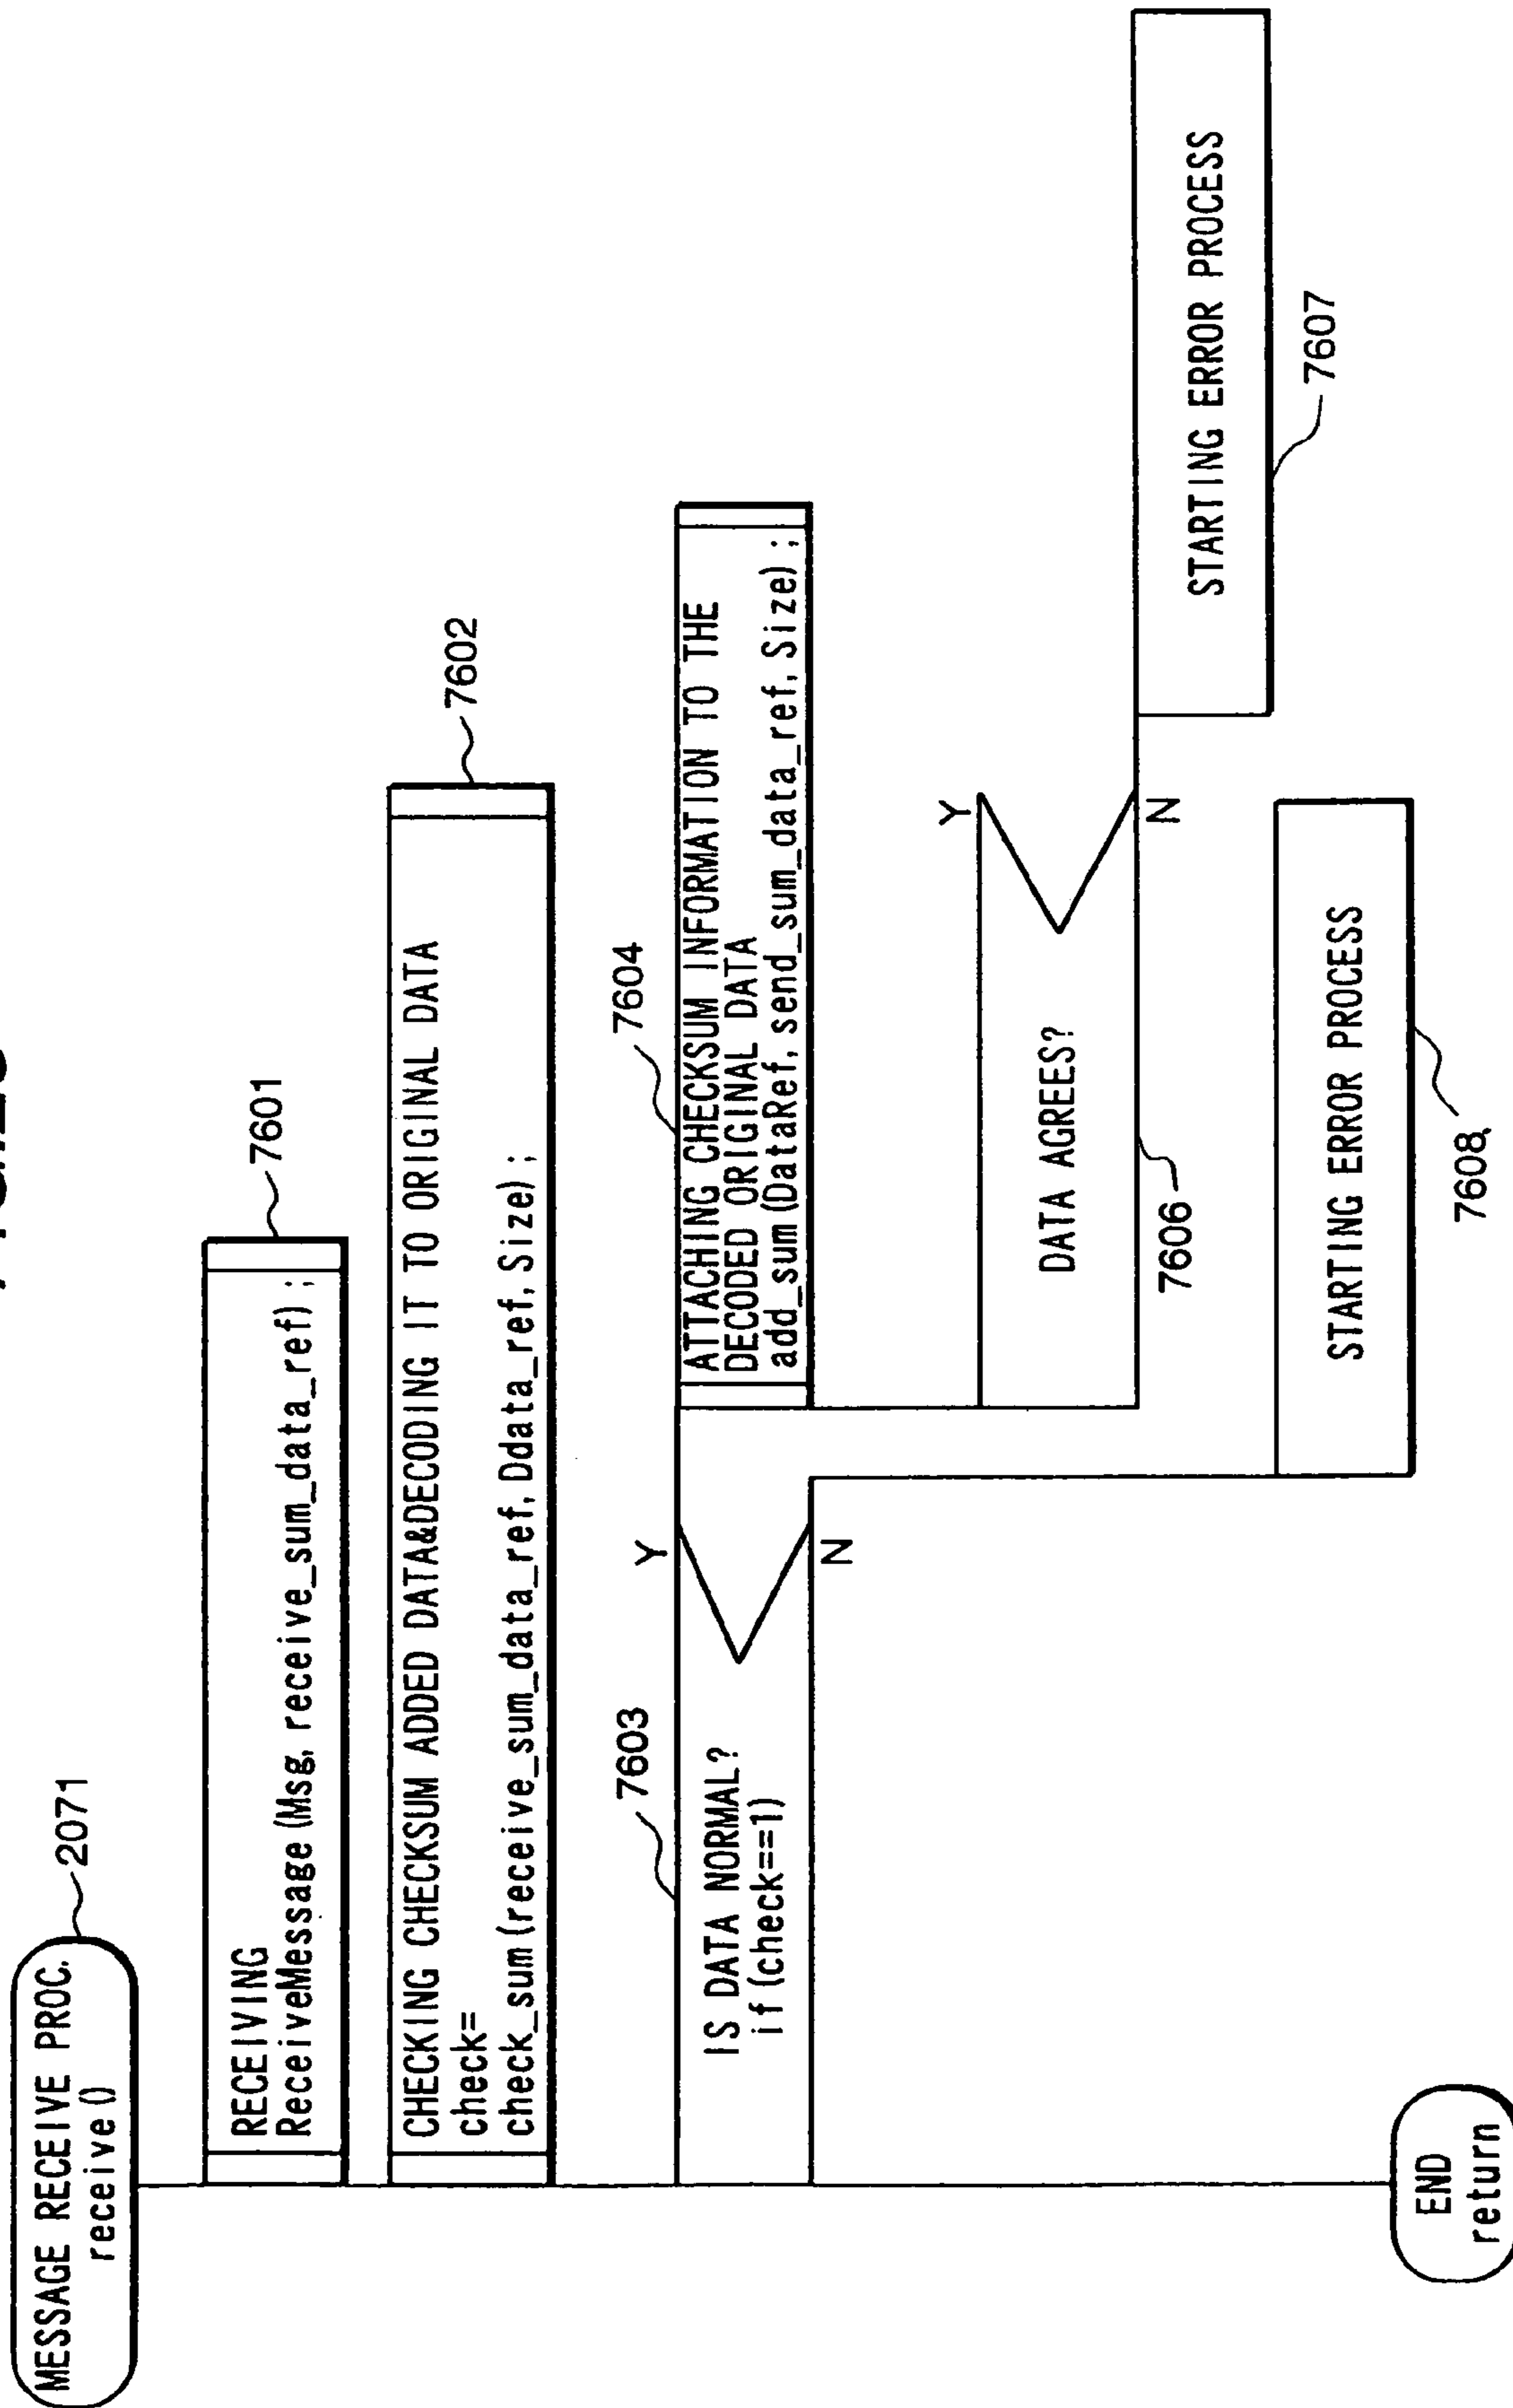 MESSAGE RECEIVE PROC.
receive()
2071
RECEIVING
ReceiveMessage(Msg, receive_sum_data_ref) ;
7601
CHECKING CHECKSUM ADDED DATA&DECODING IT TO ORIGINAL DATA
check=
check_sum(receive_sum_data_ref, Ddata_ref, Size) ;
7602
7603
IS DATA NORMAL?
if(check==1)
Y
N
7604
ATTACHING CHECKSUM INFORMATION TO THE
DECODED ORIGINAL DATA
add_sum(DataRef, send_sum_data_ref, Size) ;
DATA AGREES?
Y
N
7606
STARTING ERROR PROCESS
7607
STARTING ERROR PROCESS
7608
END
return